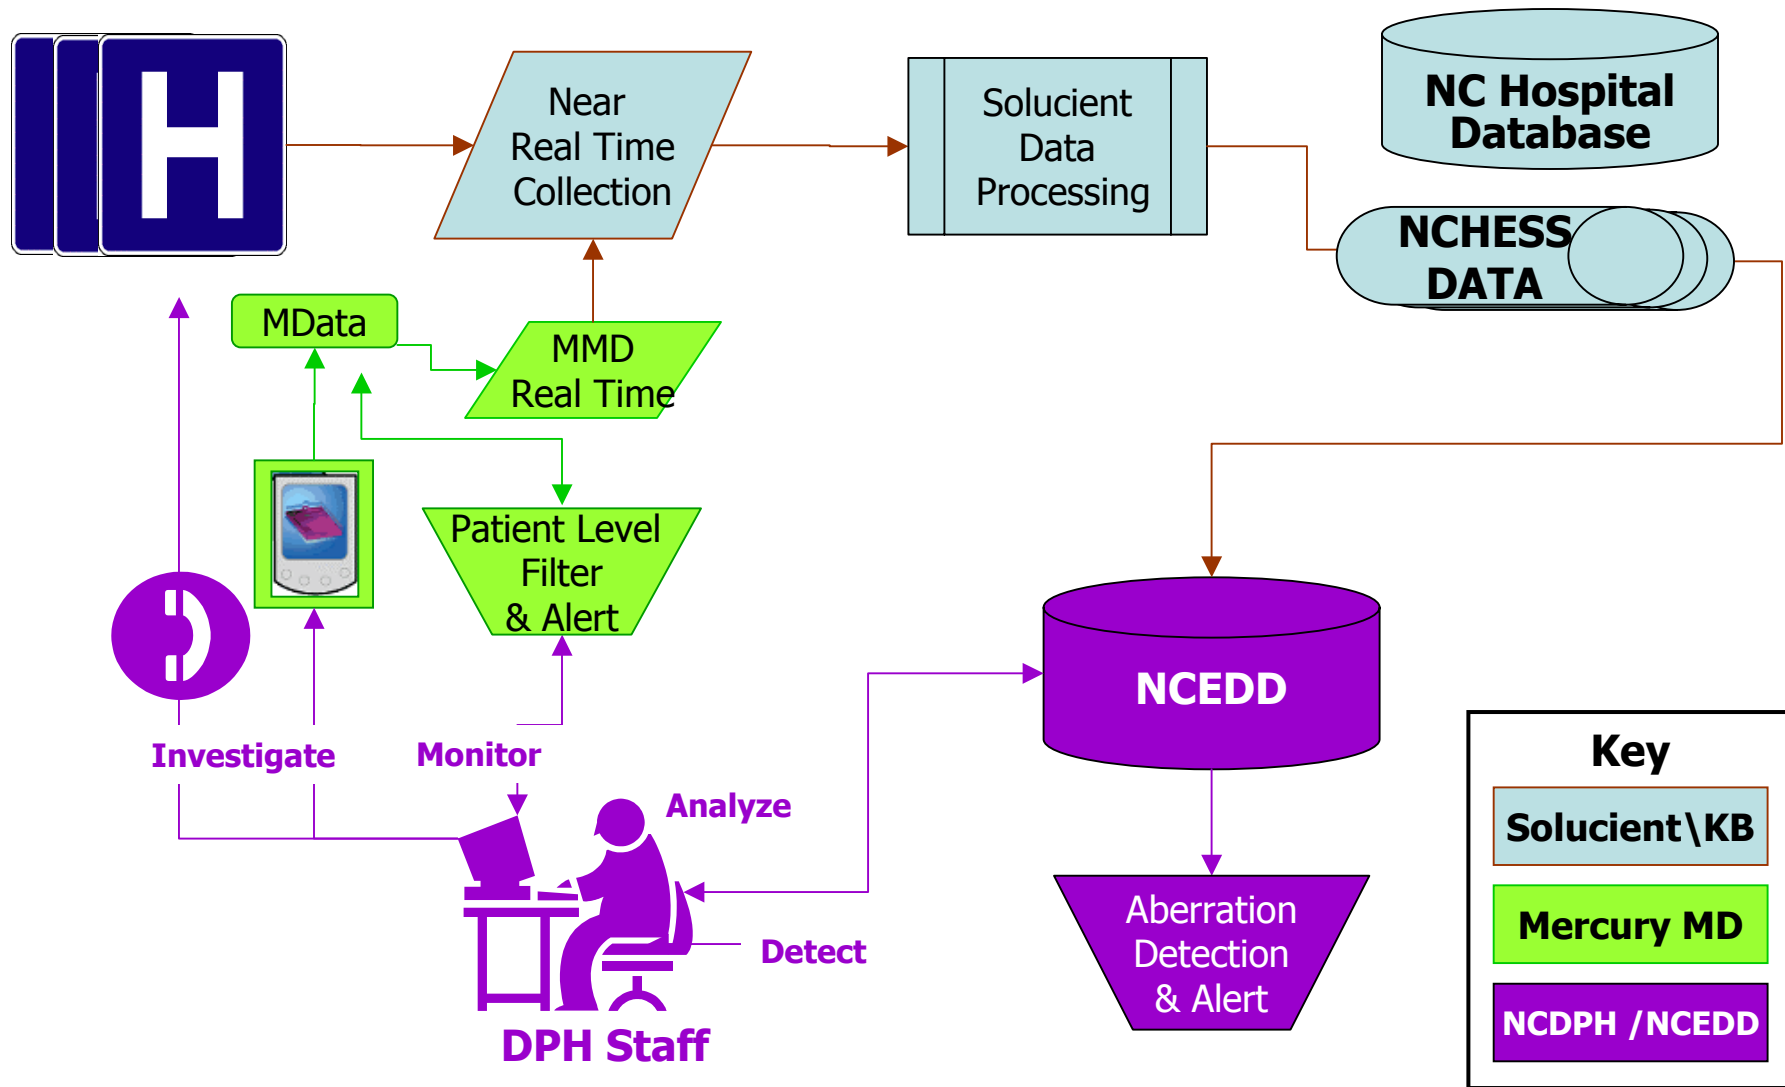 H
Near
Real Time
Collection
Solucient
Data
Processing
NC Hospital
Database
NCHESS
DATA
MData
MMD
Real Time
Patient Level
Filter
& Alert
NCEDD
Investigate
Monitor
Analyze
Detect
DPH Staff
Aberration
Detection
& Alert
Key
Solucient\KB
Mercury MD
NCDPH /NCEDD